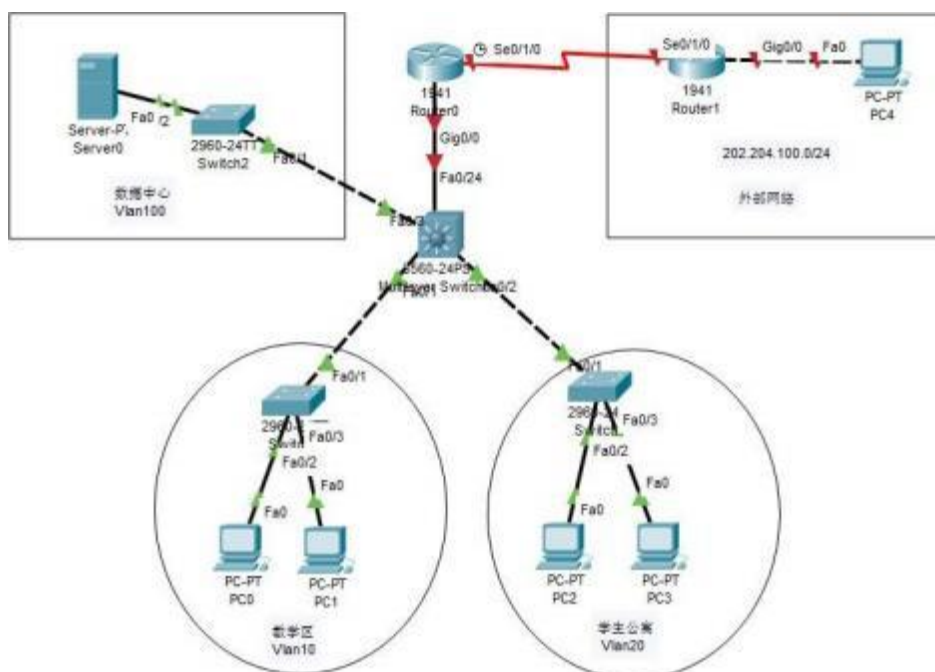 Server-PT
Server0
Fa0
/2
2960-24TT
Switch2
Fa0/1
数据中心
Vlan100
1941
Router0
Se0/1/0
Gig0/0
Fa0/24
Se0/1/0
1941
Router1
Gig0/0
Fa0
PC-PT
PC4
202.204.100.0/24
外部网络
Fa0/3
3560-24PS
Fa0/1
Fa0/1
Fa0/3
Fa0/2
Fa0
Fa0
PC-PT
PC0
PC-PT
PC1
教学区
Vlan10
Fa0/1
2960-24
Fa0/3
Fa0/2
Fa0
Fa0
PC-PT
PC2
PC-PT
PC3
学生公寓
Vlan20